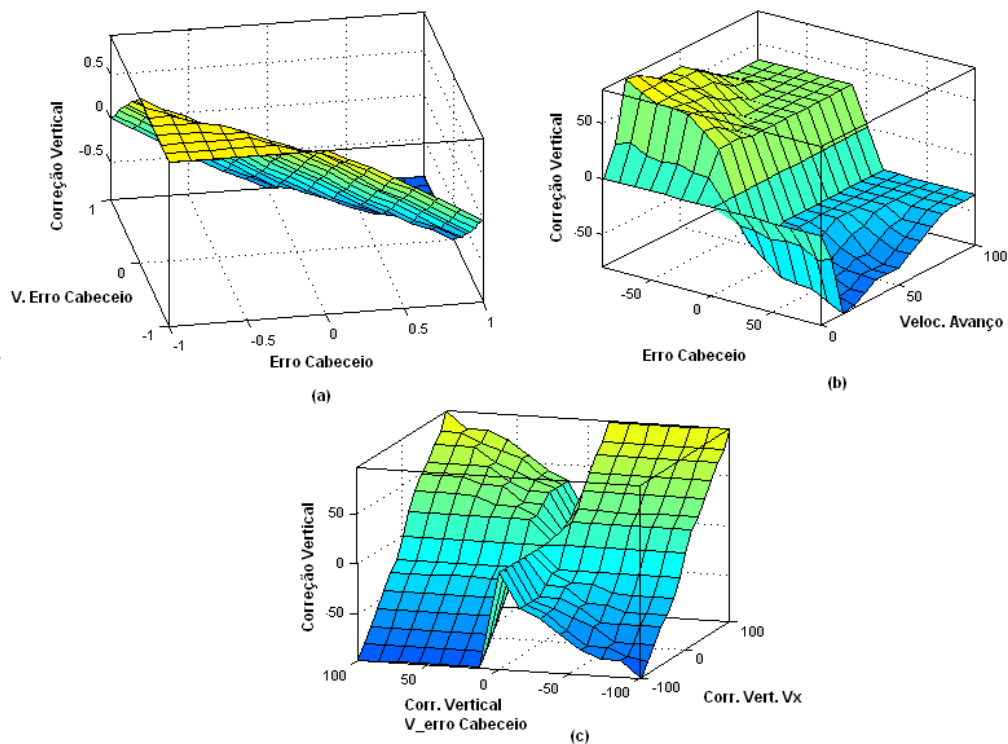 0.5
0
-0.5
Correção Vertical
1
0
-1
V. Erro Cabeceio
-1
-0.5
0
0.5
1
Erro Cabeceio
(a)
50
0
-50
Correção Vertical
-50
0
50
Erro Cabeceio
0
50
100
Veloc. Avanço
(b)
50
0
50
Correção Vertical
100
50
0
-50
-100
Corr. Vertical
V_erro Cabeceio
-100
0
100
Corr. Vert. Vx
(c)